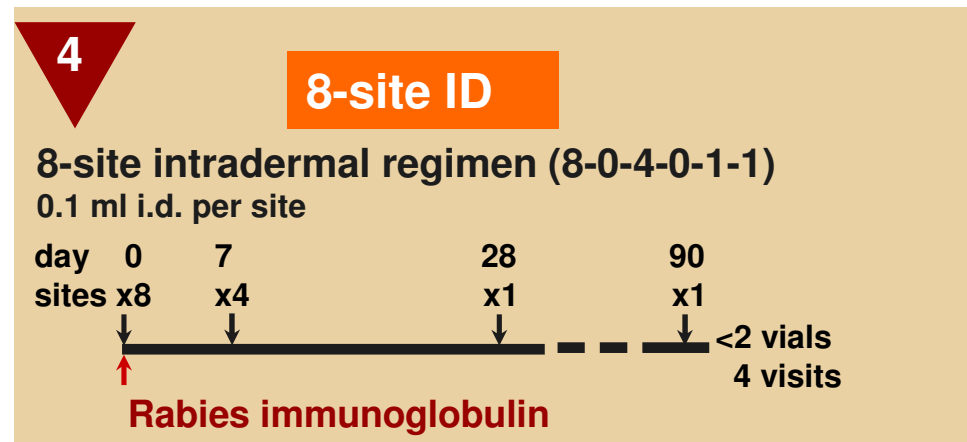 4
8-site ID
8-site intradermal regimen (8-0-4-0-1-1)
0.1 ml i.d. per site
day 0 7 28 90
sites x8 x4 x1 x1
<2 vials
4 visits
Rabies immunoglobulin